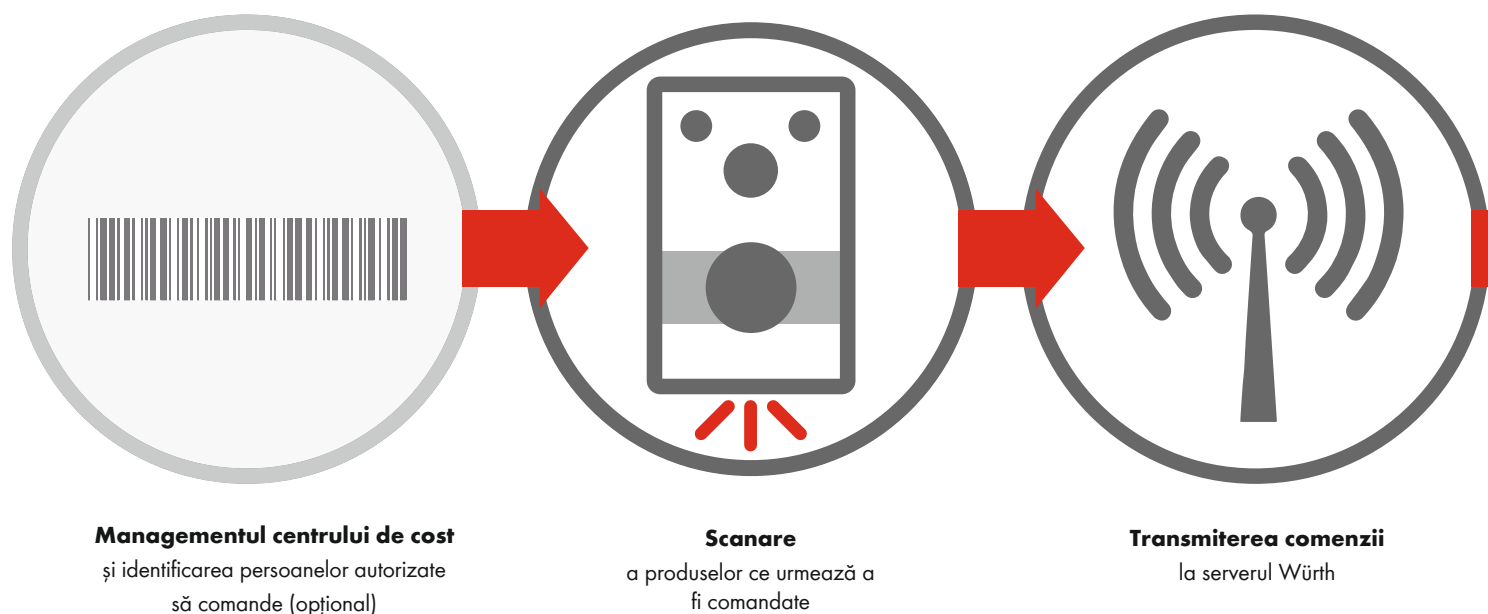 Managementul centrului de cost
și identificarea persoanelor autorizate
să comande (opțional)
Scanare
a produselor ce urmează a
fi comandate
Transmiterea comenzii
la serverul Würth